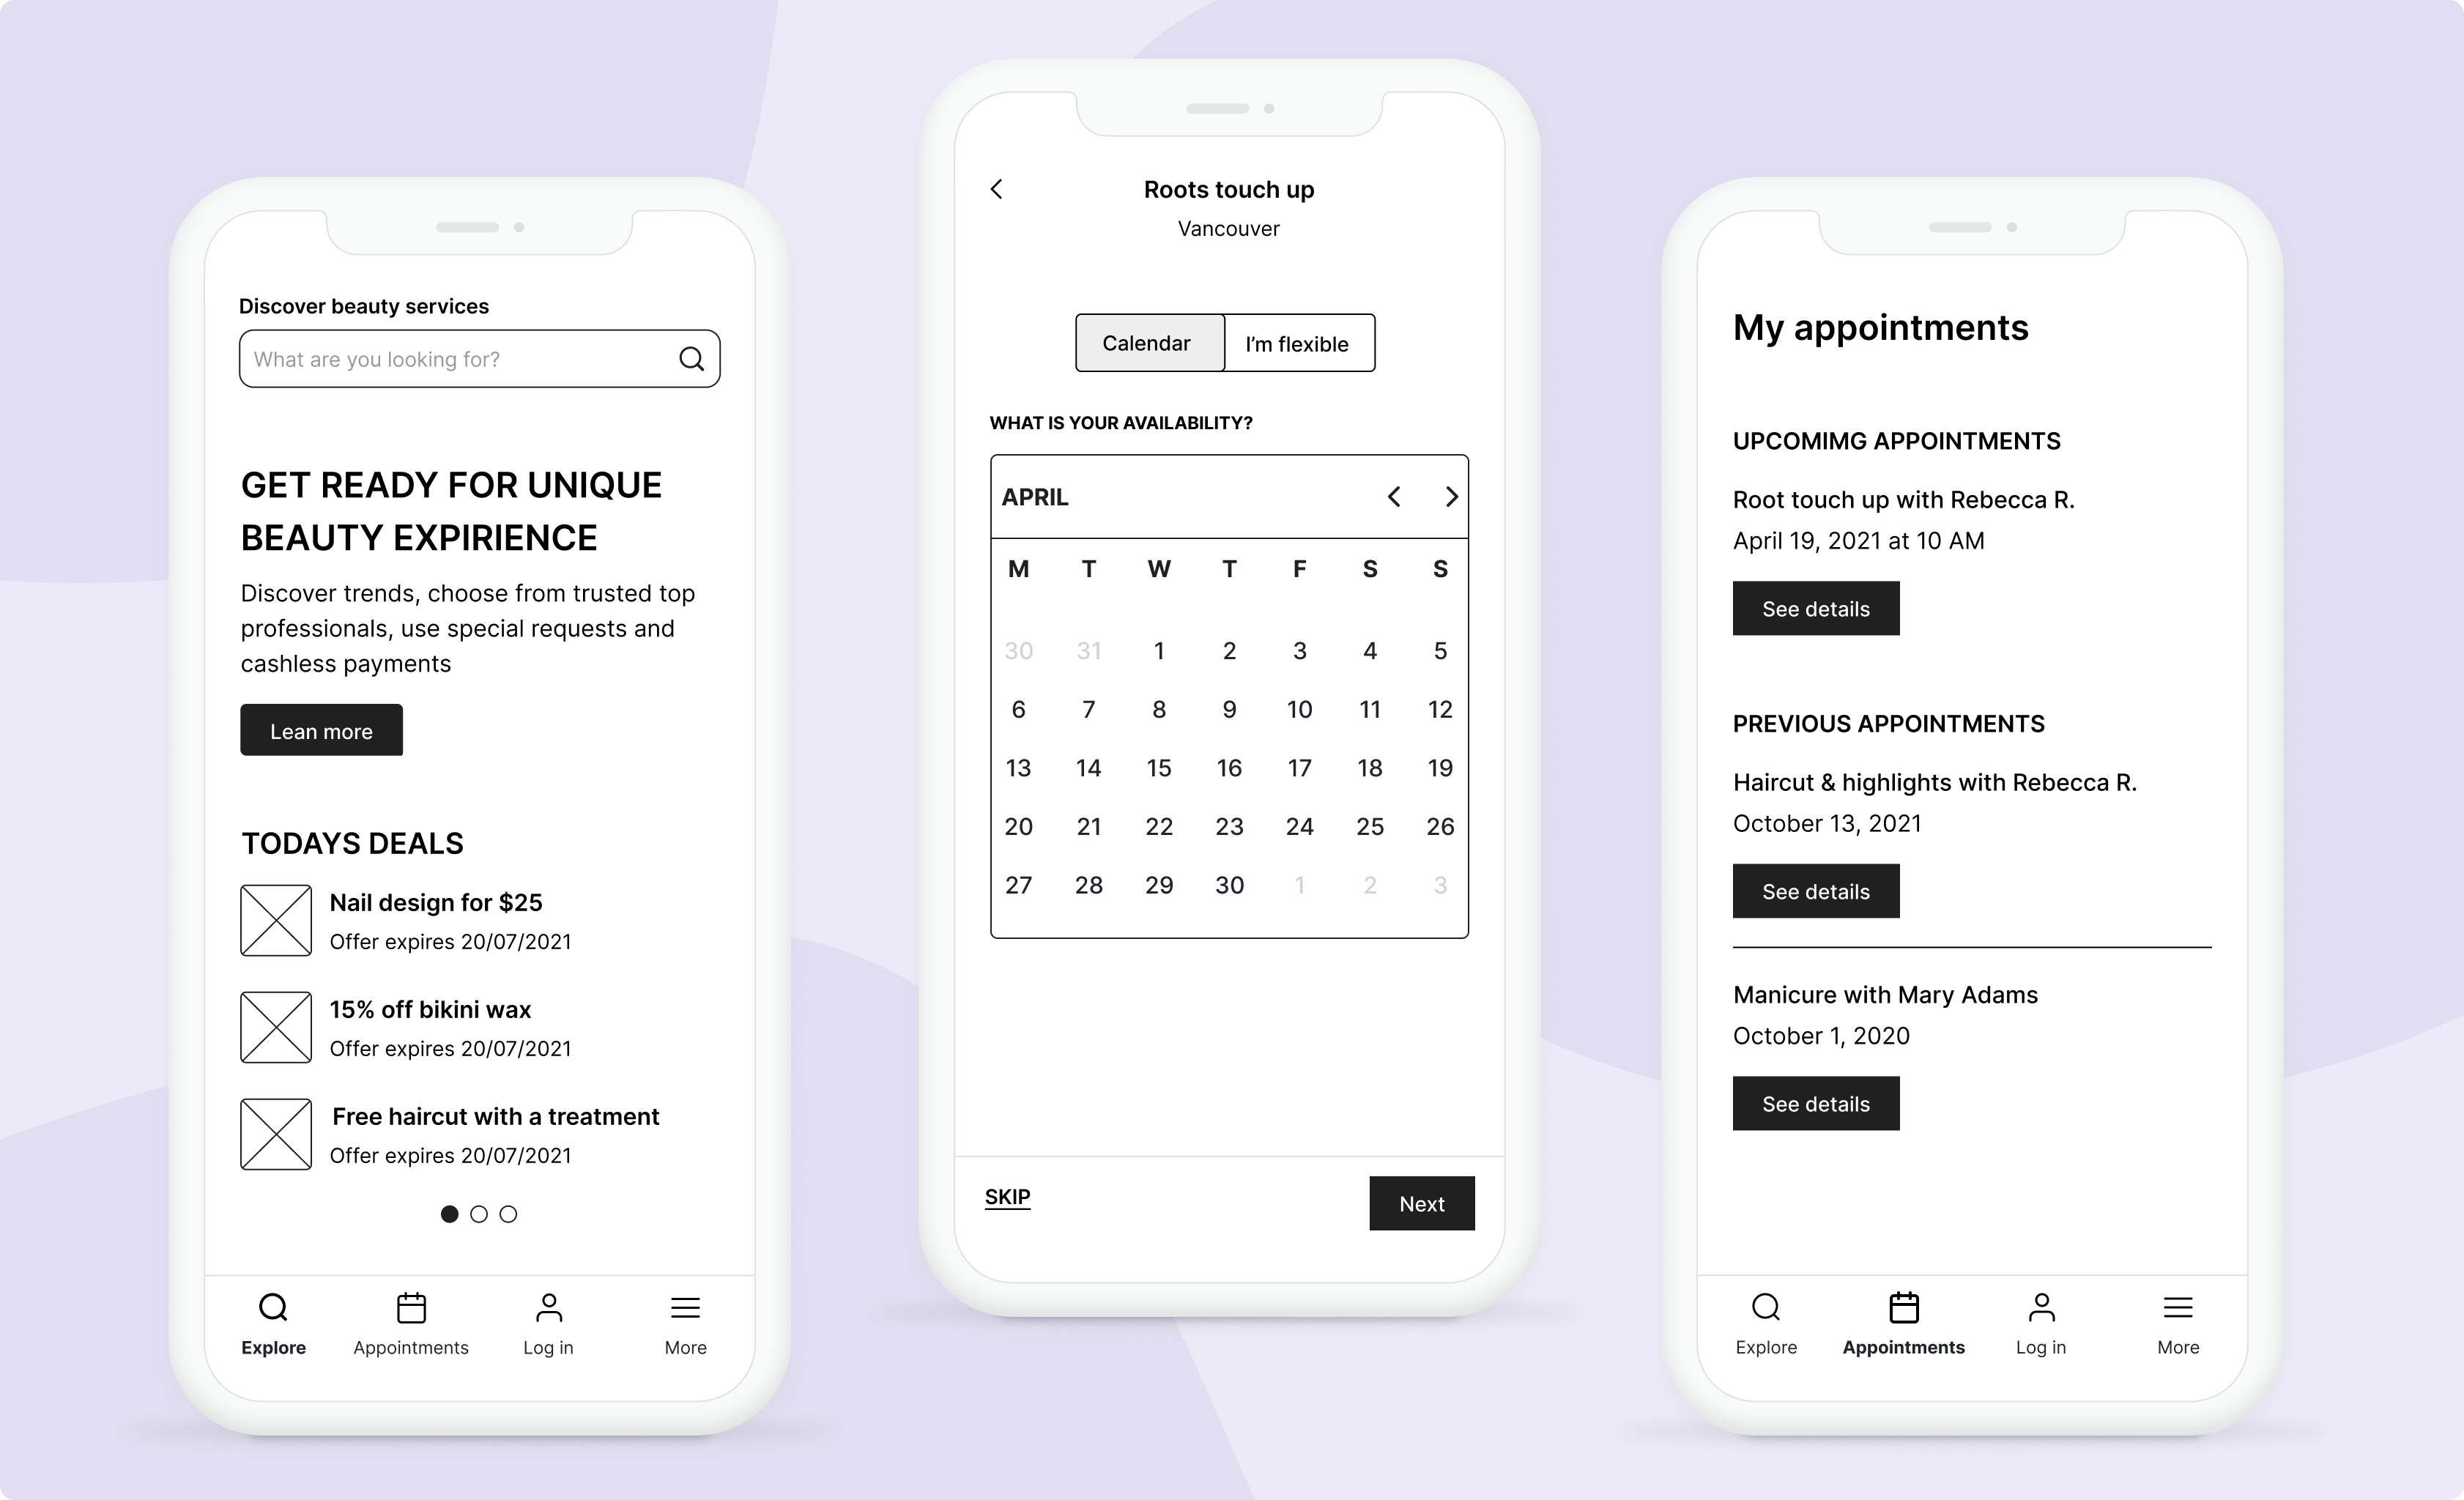 Discover beauty services
What are you looking for?
GET READY FOR UNIQUE
BEAUTY EXPIRIENCE
Discover trends, choose from trusted top
professionals, use special requests and
cashless payments
Lean more
TODAYS DEALS
Nail design for $25
Offer expires 20/07/2021
15% off bikini wax
Offer expires 20/07/2021
Free haircut with a treatment
Offer expires 20/07/2021
Explore Appointments Log in More
Roots touch up
Vancouver
Calendar I'm flexible
WHAT IS YOUR AVAILABILITY?
APRIL
M T W T F S S
30 31 1 2 3 4 5
6 7 8 9 10 11 12
13 14 15 16 17 18 19
20 21 22 23 24 25 26
27 28 29 30 1 2 3
SKIP Next
My appointments
UPCOMIMG APPOINTMENTS
Root touch up with Rebecca R.
April 19, 2021 at 10 AM
See details
PREVIOUS APPOINTMENTS
Haircut & highlights with Rebecca R.
October 13, 2021
See details
Manicure with Mary Adams
October 1, 2020
See details
Explore Appointments Log in More